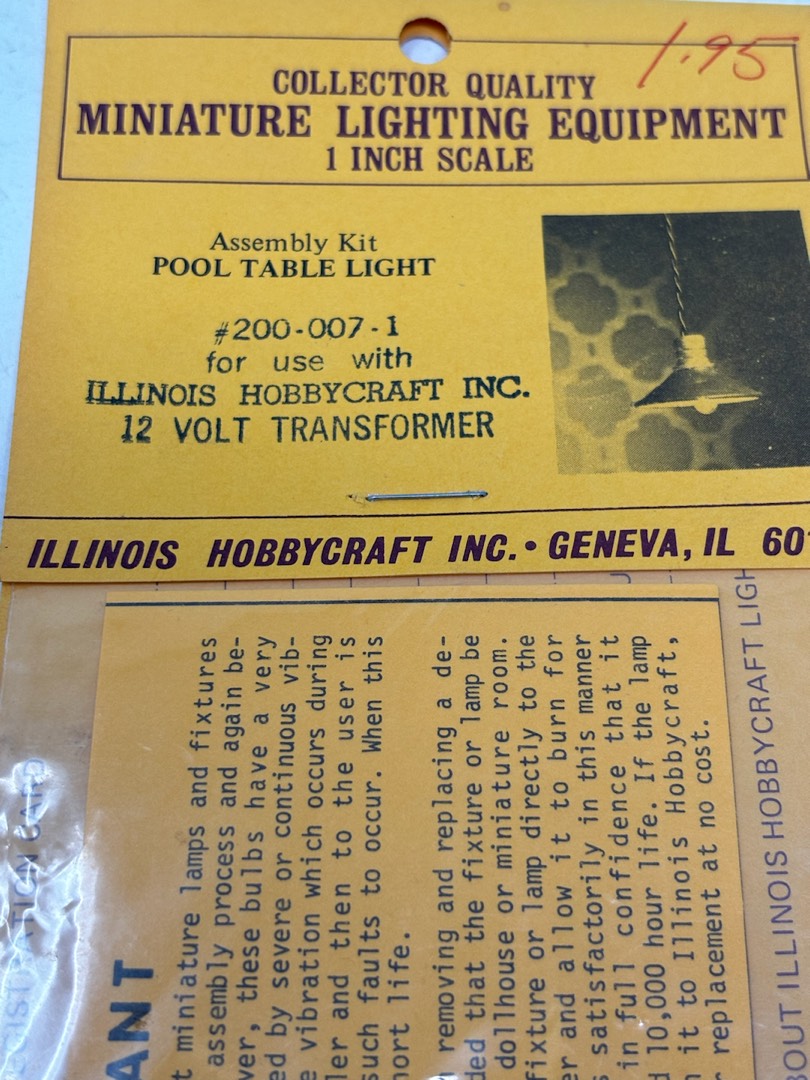 1.95
COLLECTOR QUALITY
MINIATURE LIGHTING EQUIPMENT
1 INCH SCALE
Assembly Kit
POOL TABLE LIGHT
#200-007-1
for use with
ILLINOIS HOBBYCRAFT INC.
12 VOLT TRANSFORMER
ILLINOIS HOBBYCRAFT INC. • GENEVA, IL 60
ANT
t miniature lamps and fixtures
assembly process and again be-
ver, these bulbs have a very
ed by severe or continuous vib-
e vibration which occurs during
ler and then to the user is
such faults to occur. When this
hort life.
removing and replacing a de-
ded that the fixture or lamp be
dollhouse or miniature room.
fixture or lamp directly to the
er and allow it to burn for
s satisfactorily in this manner
in full confidence that it
d 10,000 hour life. If the lamp
n it to Illinois Hobbycraft,
r replacement at no cost.
BOUT ILLINOIS HOBBYCRAFT LIGH
CARD